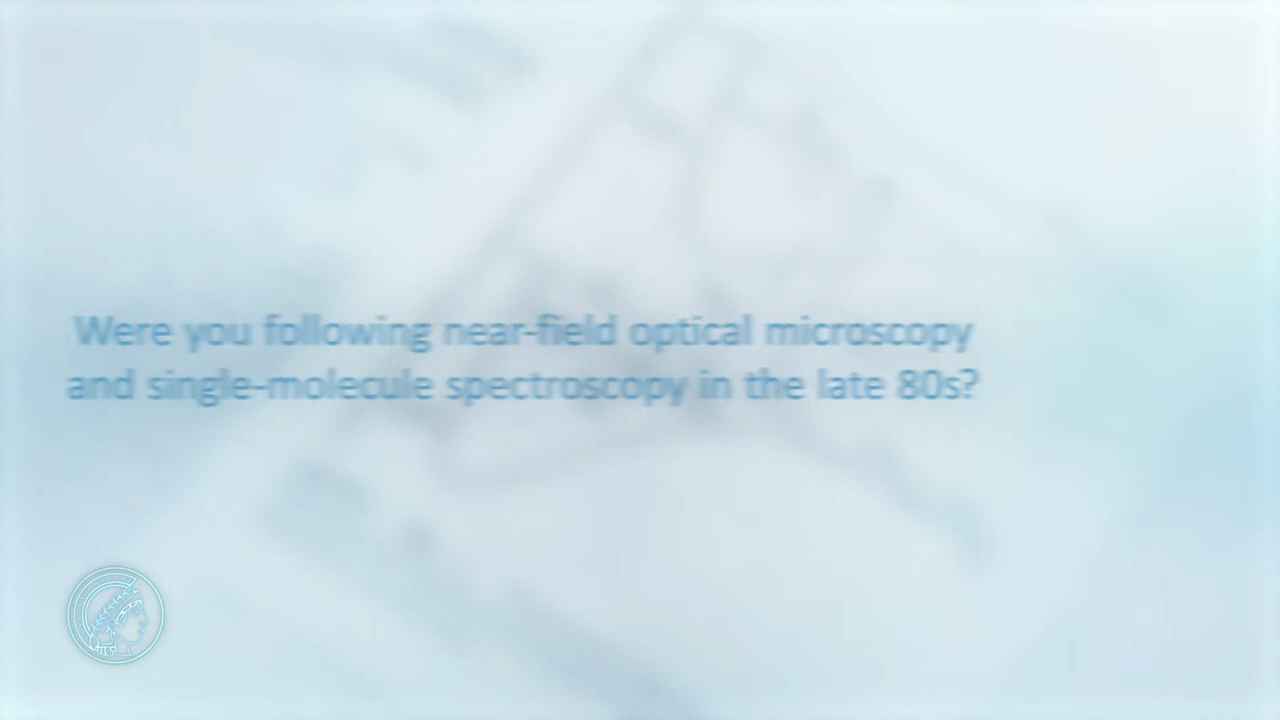 Were you following near-field optical microscopy
and single-molecule spectroscopy in the late 80s?